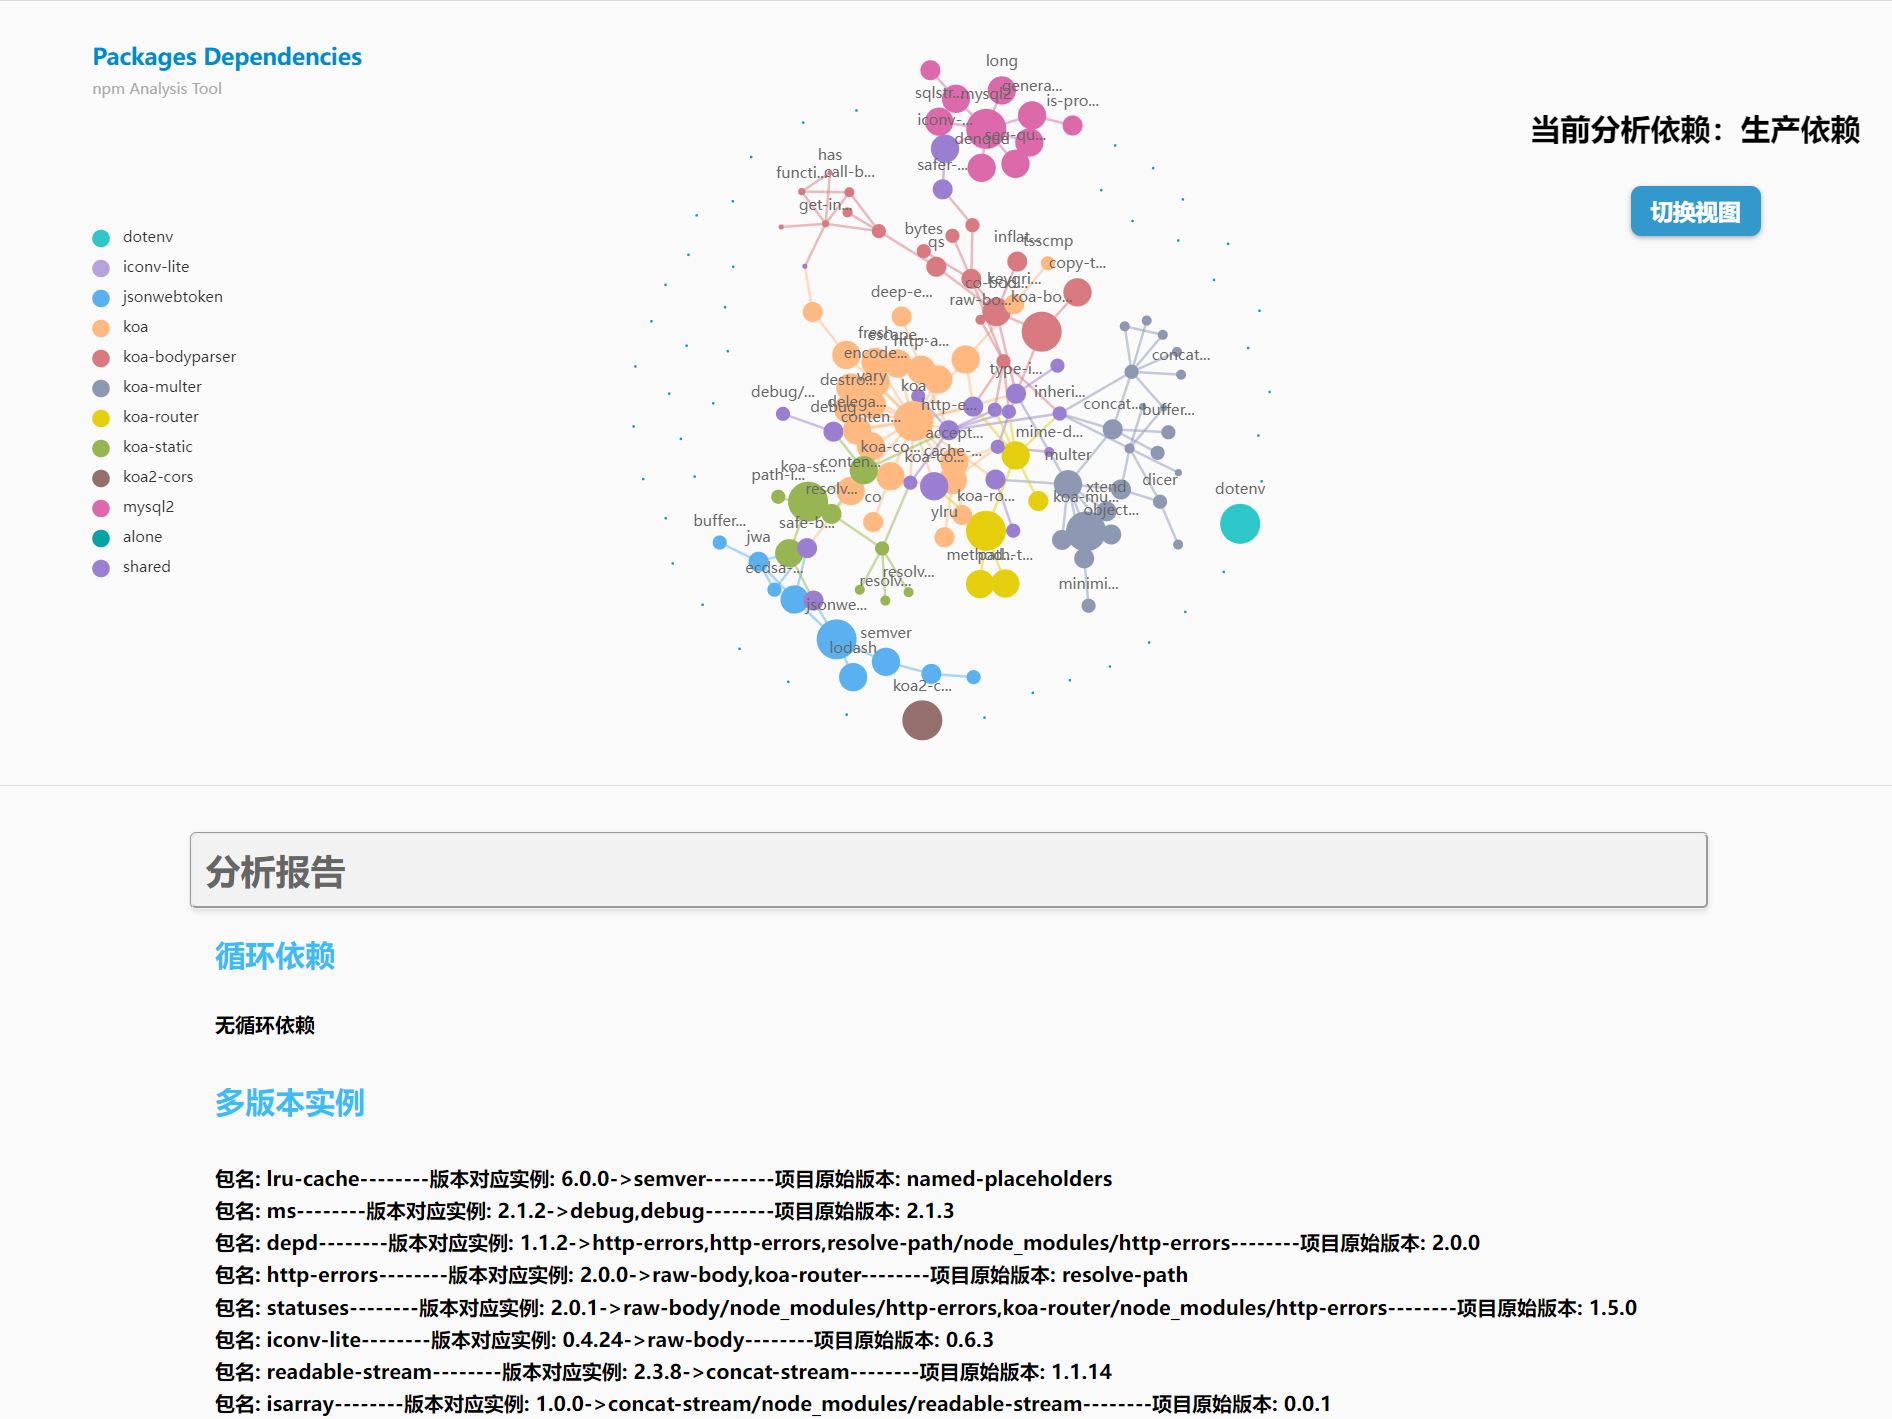 Packages Dependencies
npm Analysis Tool
当前分析依赖：生产依赖
切换视图
dotenv
iconv-lite
jsonwebtoken
koa
koa-bodyparser
koa-multer
koa-router
koa-static
koa2-cors
mysql2
alone
shared
long
genera...
sqlstr...
mysql2
is-pro...
iconv-...
denque
seq-qu...
safer-...
has
functi...
call-b...
get-in...
bytes
qs
inflat...
tsscmp
copy-t...
keygri...
co-bod...
raw-bo...
koa-bo...
deep-e...
fresh
escape...
http-a...
encode...
concat...
type-i...
destro...
vary
koa
debug/...
inheri...
debug
delega...
http-e...
concat...
buffer...
conten...
accept...
mime-d...
koa-co...
koa-co...
cache-...
multer
koa-st...
conten...
path-i...
resolv...
co
koa-ro...
xtend
koa-mu...
dicer
dotenv
object...
ylru
buffer...
safe-b...
jwa
method...
path-t...
ecdsa-...
resolv...
resolv...
minimi...
jsonwe...
semver
lodash
koa2-c...
分析报告
循环依赖
无循环依赖
多版本实例
包名: lru-cache--------版本对应实例: 6.0.0->semver--------项目原始版本: named-placeholders
包名: ms--------版本对应实例: 2.1.2->debug,debug--------项目原始版本: 2.1.3
包名: depd--------版本对应实例: 1.1.2->http-errors,http-errors,resolve-path/node_modules/http-errors--------项目原始版本: 2.0.0
包名: http-errors--------版本对应实例: 2.0.0->raw-body,koa-router--------项目原始版本: resolve-path
包名: statuses--------版本对应实例: 2.0.1->raw-body/node_modules/http-errors,koa-router/node_modules/http-errors--------项目原始版本: 1.5.0
包名: iconv-lite--------版本对应实例: 0.4.24->raw-body--------项目原始版本: 0.6.3
包名: readable-stream--------版本对应实例: 2.3.8->concat-stream--------项目原始版本: 1.1.14
包名: isarray--------版本对应实例: 1.0.0->concat-stream/node_modules/readable-stream--------项目原始版本: 0.0.1